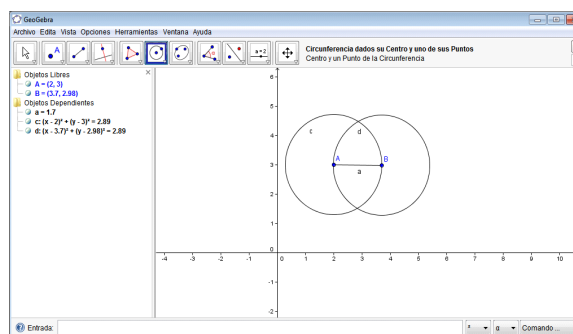 GeoGebra
Archivo Edita Vista Opciones Herramientas Ventana Ayuda
A
a = 2
Circunferencia dados su Centro y uno de sus Puntos
Centro y un Punto de la Circunferencia
Objetos Libres
A = (2, 3)
B = (3.7, 2.98)
Objetos Dependientes
a = 1.7
c: (x - 2)² + (y - 3)² = 2.89
d: (x - 3.7)² + (y - 2.98)² = 2.89
6
5
4
3
2
1
0
-1
-2
c
d
A
B
a
-4 -3 -2 -1 0 1 2 3 4 5 6 7 8 9 10
Entrada:
² α Comando ...